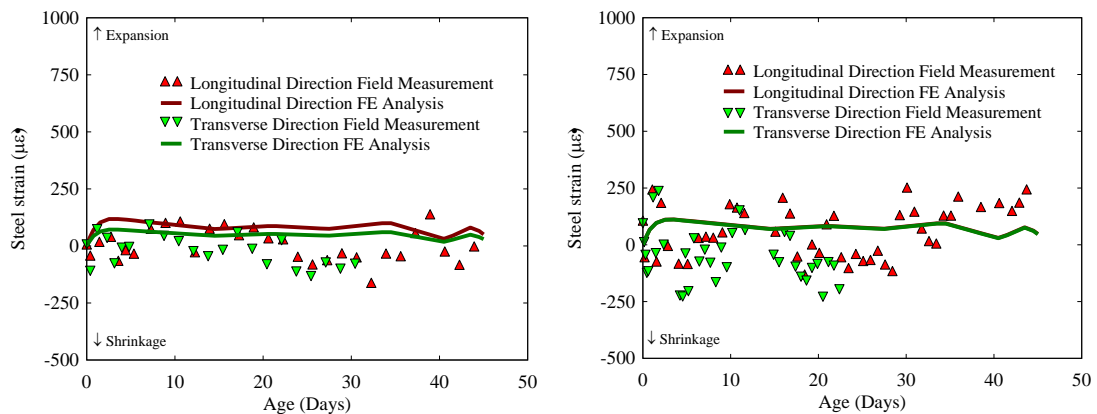 1000
↑ Expansion
750
Longitudinal Direction Field Measurement
Longitudinal Direction FE Analysis
500
Transverse Direction Field Measurement
Transverse Direction FE Analysis
250
0
-250
↓ Shrinkage
-500
0 10 20 30 40 50
Age (Days)
Steel strain (με)
1000
↑ Expansion
750
Longitudinal Direction Field Measurement
Longitudinal Direction FE Analysis
500
Transverse Direction Field Measurement
Transverse Direction FE Analysis
250
0
-250
↓ Shrinkage
-500
0 10 20 30 40 50
Age (Days)
Steel strain (με)